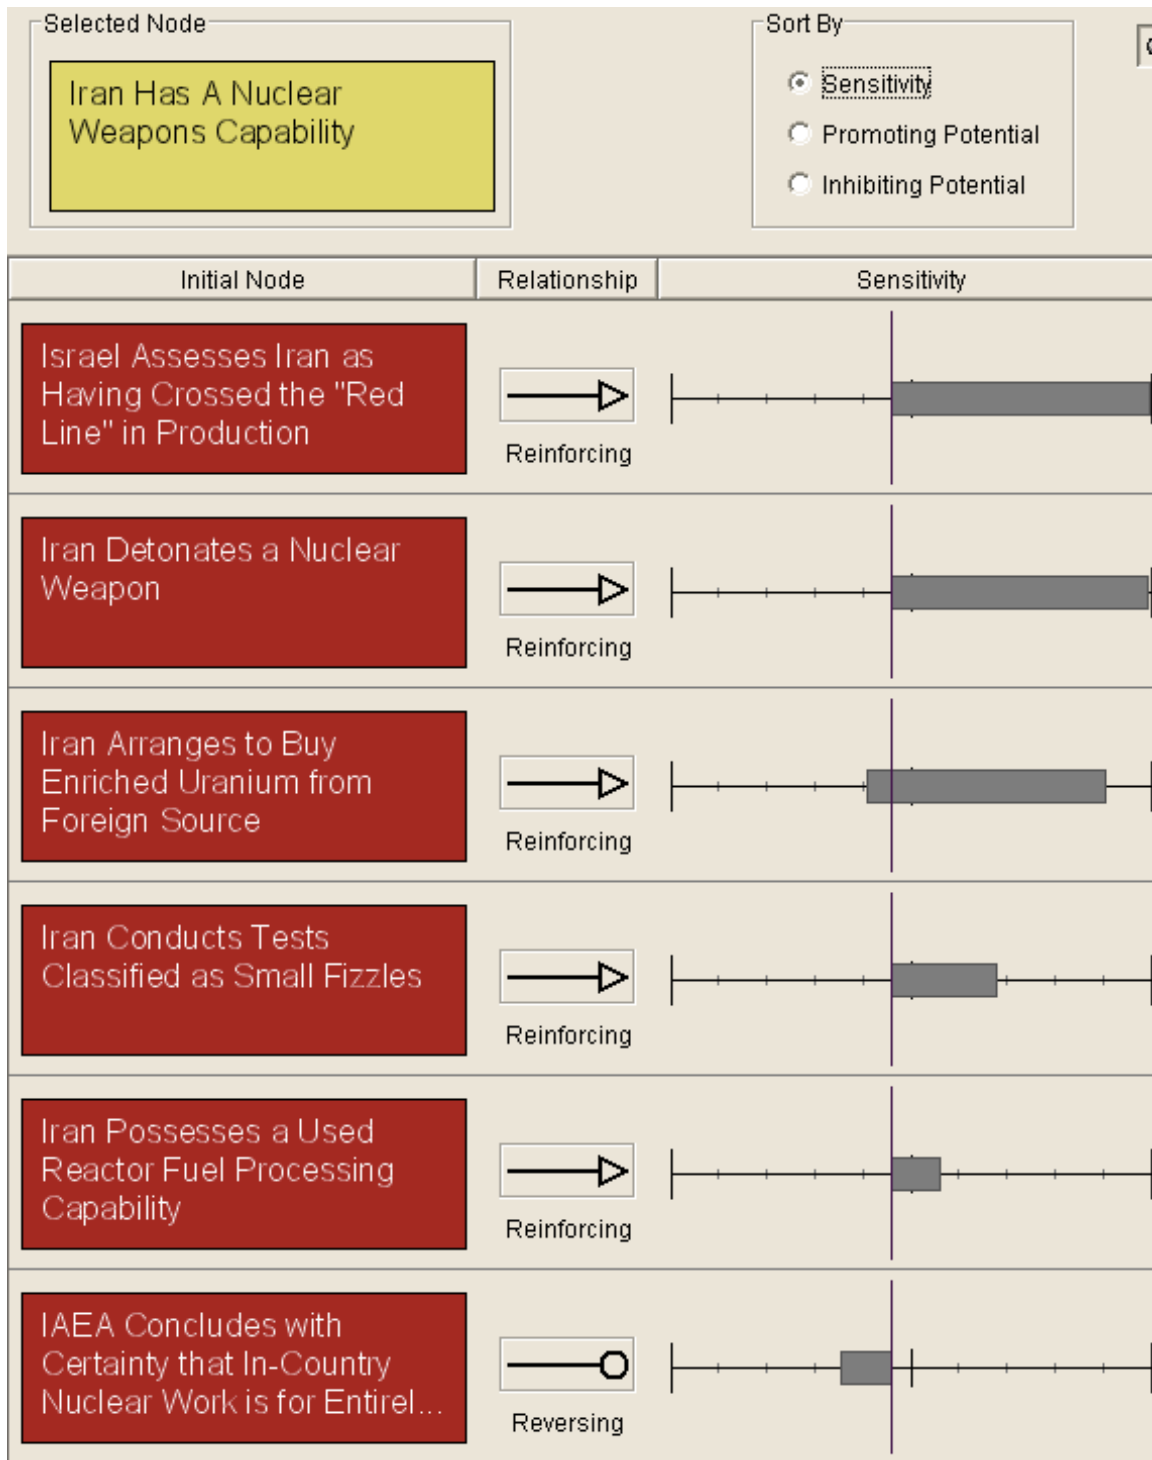 Selected Node
Sort By
Iran Has A Nuclear
Weapons Capability
Sensitivity
Promoting Potential
Inhibiting Potential
Initial Node
Relationship
Sensitivity
Israel Assesses Iran as
Having Crossed the "Red
Line" in Production
Reinforcing
Iran Detonates a Nuclear
Weapon
Reinforcing
Iran Arranges to Buy
Enriched Uranium from
Foreign Source
Reinforcing
Iran Conducts Tests
Classified as Small Fizzles
Reinforcing
Iran Possesses a Used
Reactor Fuel Processing
Capability
Reinforcing
IAEA Concludes with
Certainty that In-Country
Nuclear Work is for Entirel...
Reversing